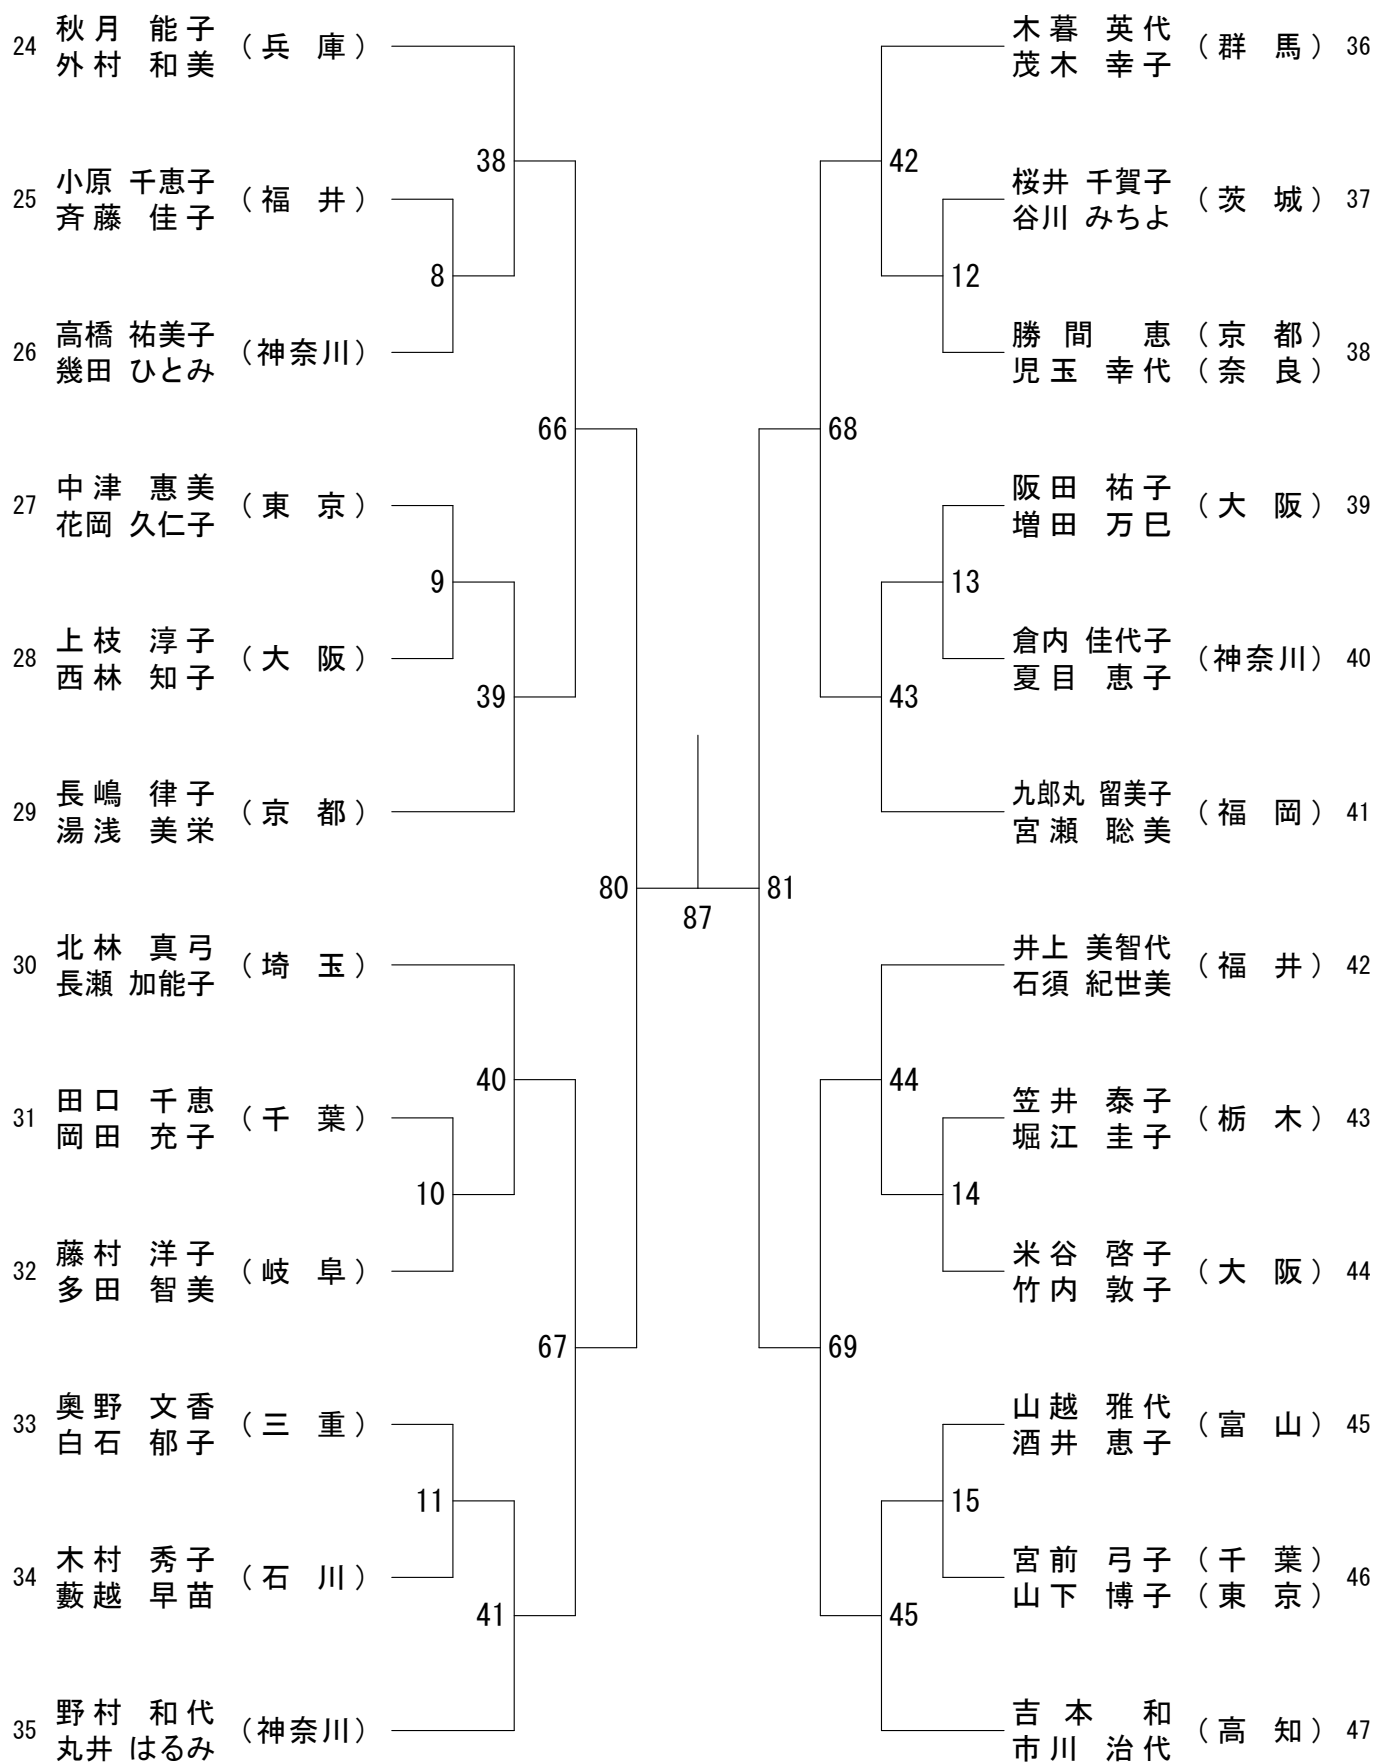 24 秋月 能子 (兵 庫)
外村 和美
38
25 小原 千恵子 (福 井)
斉藤 佳子
8
26 高橋 祐美子 (神奈川)
幾田 ひとみ
66
27 中津 惠美 (東 京)
花岡 久仁子
9
28 上枝 淳子 (大 阪)
西林 知子
39
29 長嶋 律子 (京 都)
湯浅 美栄
80
87
30 北林 真弓 (埼 玉)
長瀬 加能子
40
31 田口 千恵 (千 葉)
岡田 充子
10
32 藤村 洋子 (岐 阜)
多田 智美
67
33 奥野 文香 (三 重)
白石 郁子
11
34 木村 秀子 (石 川)
藪越 早苗
41
35 野村 和代 (神奈川)
丸井 はるみ
木暮 英代 (群 馬) 36
茂木 幸子
42
桜井 千賀子 (茨 城) 37
谷川 みちよ
12
勝間 恵 (京 都) 38
児玉 幸代 (奈 良)
68
阪田 祐子 (大 阪) 39
増田 万巳
13
倉内 佳代子 (神奈川) 40
夏目 恵子
43
九郎丸 留美子 (福 岡) 41
宮瀬 聡美
81
井上 美智代 (福 井) 42
石須 紀世美
44
笠井 泰子 (栃 木) 43
堀江 圭子
14
米谷 啓子 (大 阪) 44
竹内 敦子
69
山越 雅代 (富 山) 45
酒井 恵子
15
宮前 弓子 (千 葉) 46
山下 博子 (東 京)
45
吉本 和 (高 知) 47
市川 治代